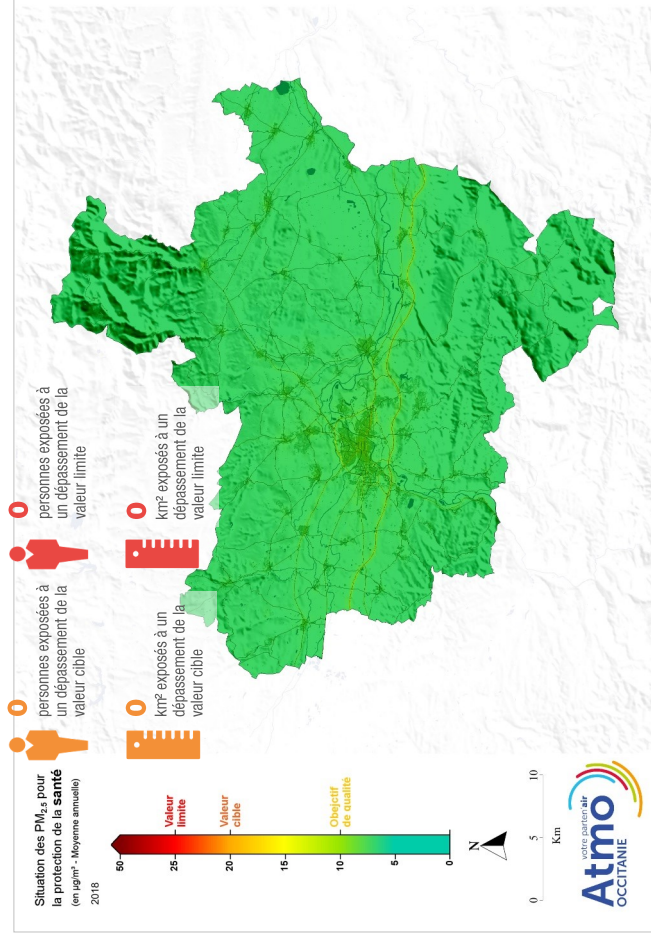 Situation des PM2.5 pour
la protection de la santé
(en µg/m³ - Moyenne annuelle)
2018
0
personnes exposées à
un dépassement de la
valeur cible
0
personnes exposées à
un dépassement de la
valeur limite
0
km² exposés à un
dépassement de la
valeur cible
0
km² exposés à un
dépassement de la
valeur limite
50
25
20
15
10
5
0
Valeur
limite
Valeur
cible
Objectif
de qualité
N
0 5 10
Km
votre parten'air
Atmo
OCCITANIE